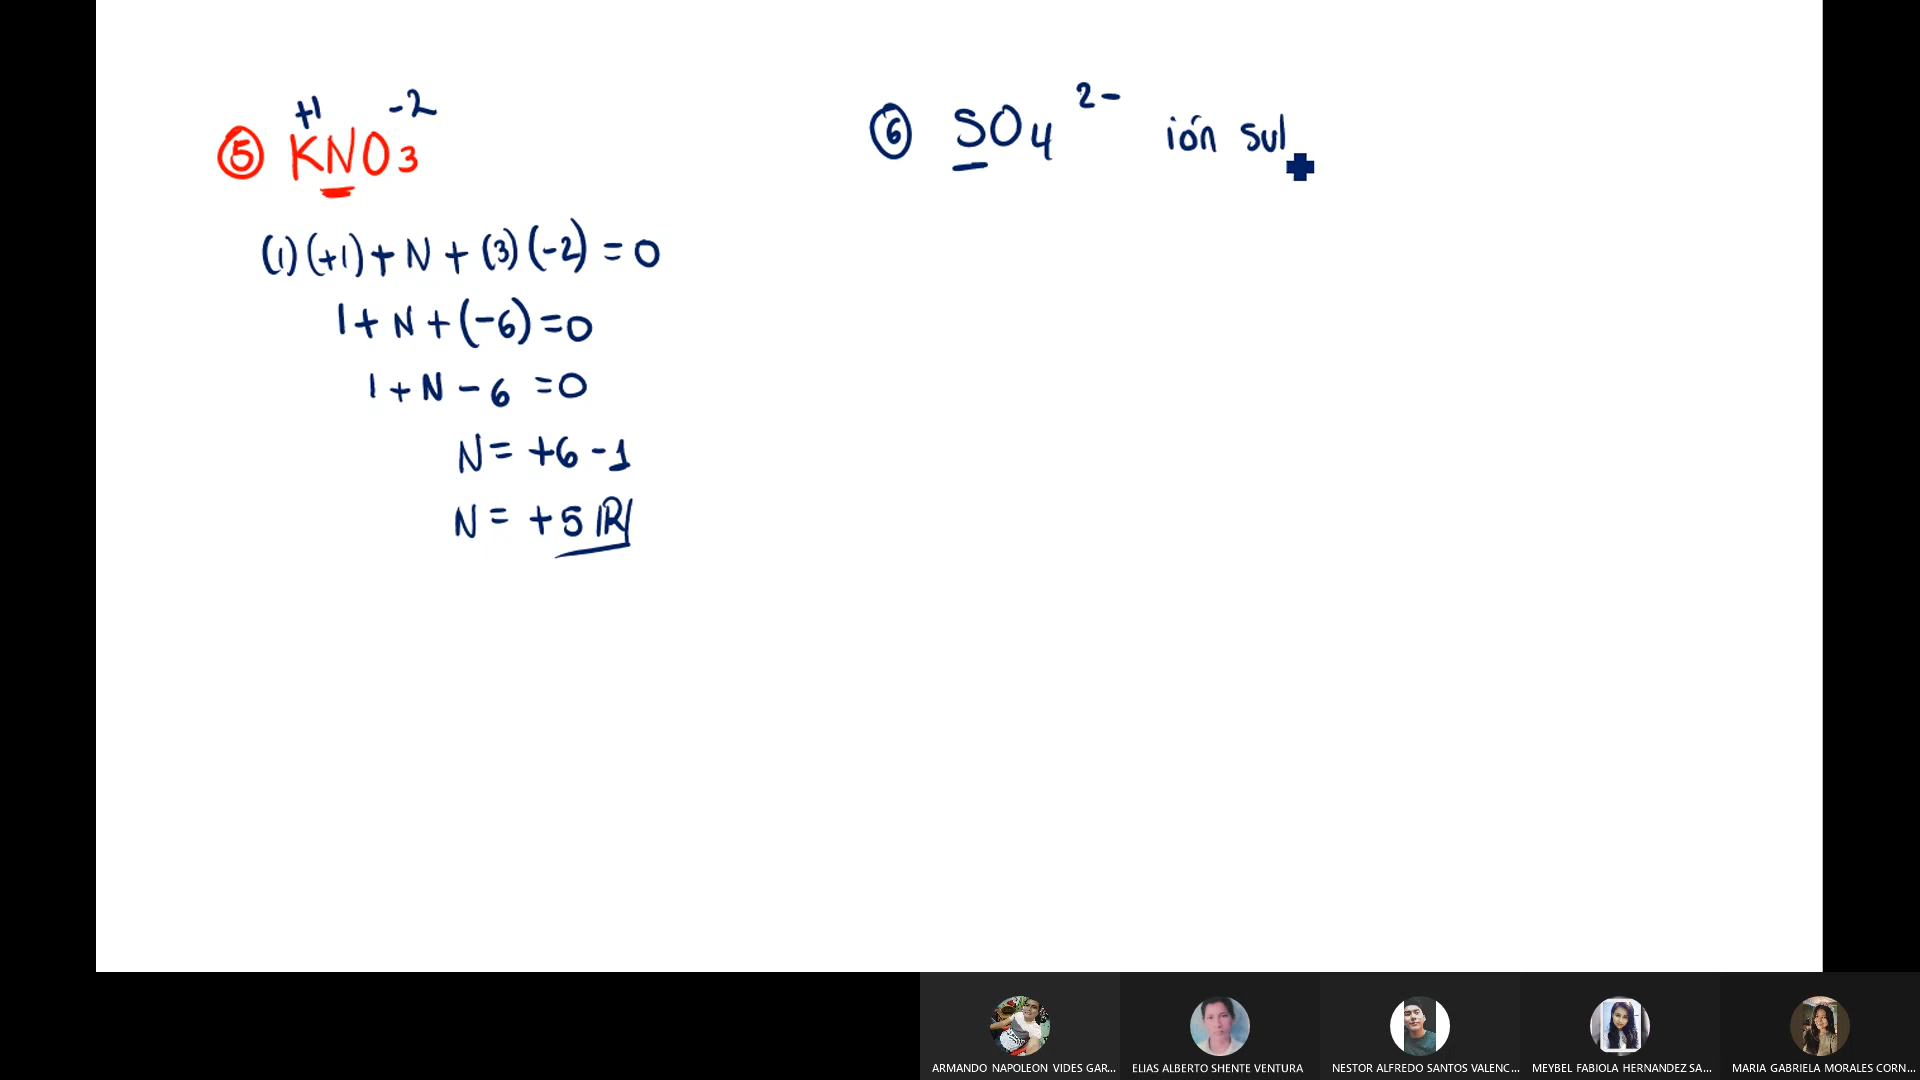 +1 -2
⑤ KNO3
(1)(+1) + N + (3)(-2) = 0
1 + N + (-6) = 0
1 + N - 6 = 0
N = +6 - 1
N = +5 |R|
⑥ SO4 2- ión sul
ARMANDO NAPOLEON VIDES GAR...
ELIAS ALBERTO SHENTE VENTURA
NESTOR ALFREDO SANTOS VALENC...
MEYBEL FABIOLA HERNANDEZ SA...
MARIA GABRIELA MORALES CORN...